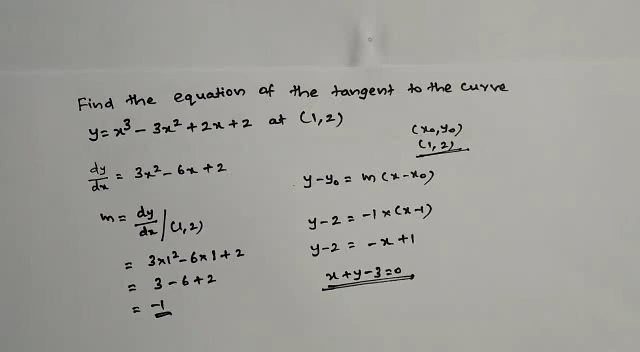 Find the equation of the tangent to the curve
y = x³ - 3x² + 2x + 2 at (1,2)
dy/dx = 3x² - 6x + 2
m = dy/dx | (1,2)
= 3×1² - 6×1 + 2
= 3 - 6 + 2
= -1
(x₀, y₀)
(1, 2)
y - y₀ = m(x - x₀)
y - 2 = -1 × (x - 1)
y - 2 = -x + 1
x + y - 3 = 0